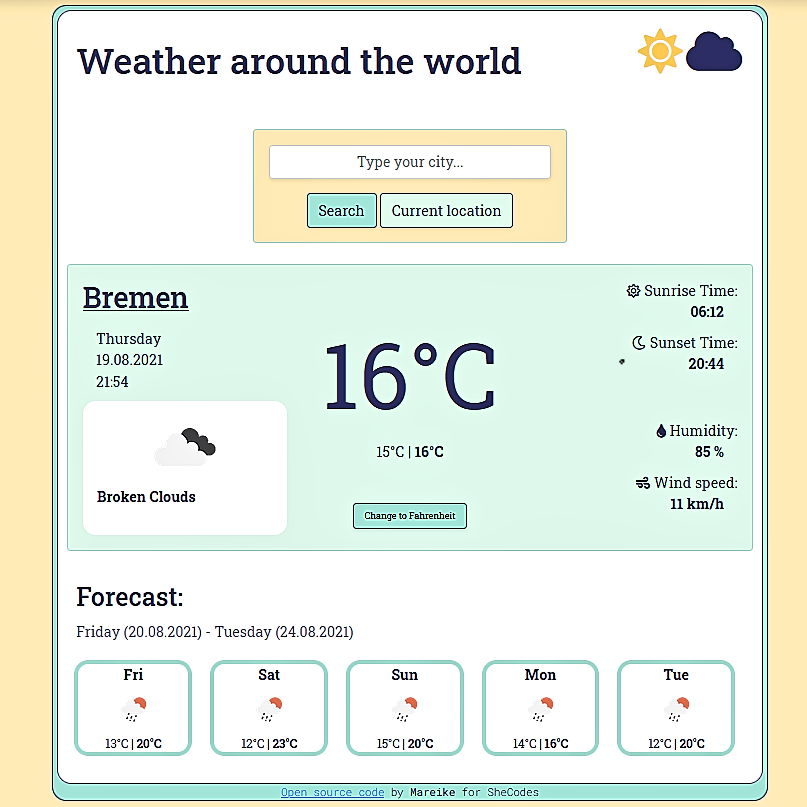 Weather around the world
Type your city...
Search
Current location
Bremen
Thursday
19.08.2021
21:54
Broken Clouds
16°C
15°C | 16°C
Change to Fahrenheit
Sunrise Time:
06:12
Sunset Time:
20:44
Humidity:
85 %
Wind speed:
11 km/h
Forecast:
Friday (20.08.2021) - Tuesday (24.08.2021)
Fri
13°C | 20°C
Sat
12°C | 23°C
Sun
15°C | 20°C
Mon
14°C | 16°C
Tue
12°C | 20°C
Open source code by Mareike for SheCodes